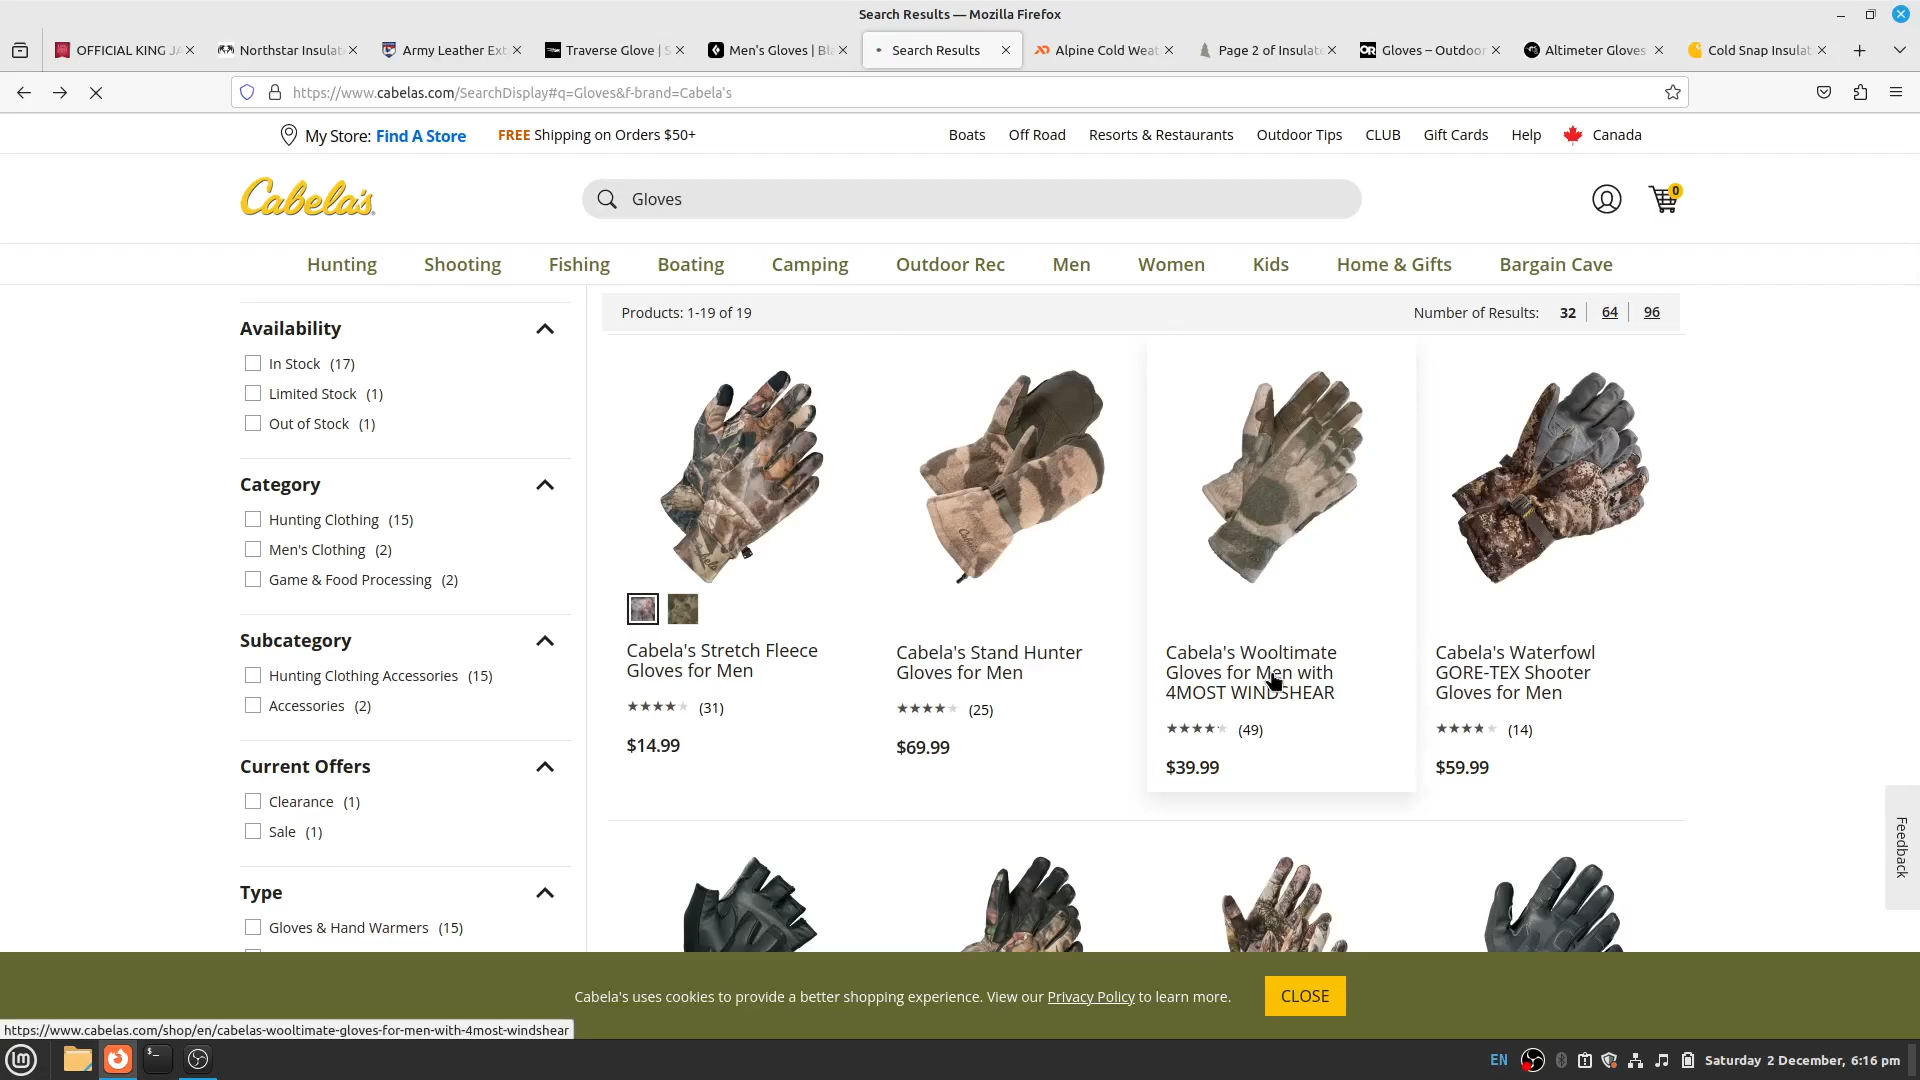 Search Results — Mozilla Firefox
OFFICIAL KING JA
Northstar Insulat
Army Leather Ext
Traverse Glove | S
Men's Gloves | Bla
Search Results
Alpine Cold Weat
Page 2 of Insulate
Gloves – Outdoor
Altimeter Gloves
Cold Snap Insulat
https://www.cabelas.com/SearchDisplay#q=Gloves&f-brand=Cabela's
My Store: Find A Store
FREE Shipping on Orders $50+
Boats
Off Road
Resorts & Restaurants
Outdoor Tips
CLUB
Gift Cards
Help
Canada
Cabela's
Gloves
0
Hunting
Shooting
Fishing
Boating
Camping
Outdoor Rec
Men
Women
Kids
Home & Gifts
Bargain Cave
Availability
In Stock (17)
Limited Stock (1)
Out of Stock (1)
Category
Hunting Clothing (15)
Men's Clothing (2)
Game & Food Processing (2)
Subcategory
Hunting Clothing Accessories (15)
Accessories (2)
Current Offers
Clearance (1)
Sale (1)
Type
Gloves & Hand Warmers (15)
Products: 1-19 of 19
Number of Results: 32 64 96
Cabela's Stretch Fleece
Gloves for Men
(31)
$14.99
Cabela's Stand Hunter
Gloves for Men
(25)
$69.99
Cabela's Wooltimate
Gloves for Men with
4MOST WINDSHEAR
(49)
$39.99
Cabela's Waterfowl
GORE-TEX Shooter
Gloves for Men
(14)
$59.99
Feedback
Cabela's uses cookies to provide a better shopping experience. View our Privacy Policy to learn more.
CLOSE
https://www.cabelas.com/shop/en/cabelas-wooltimate-gloves-for-men-with-4most-windshear
EN
Saturday 2 December, 6:16 pm